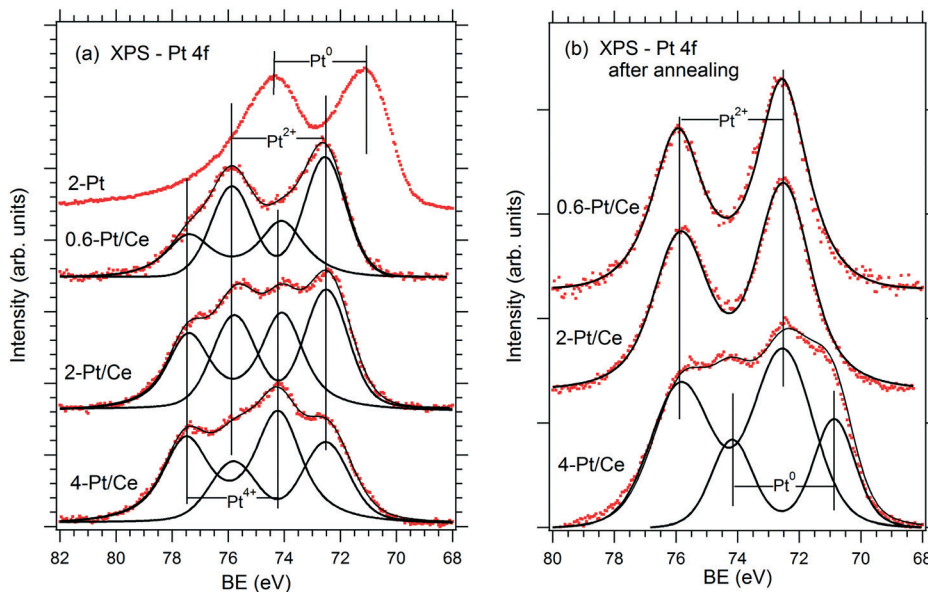 (a) XPS - Pt 4f
Pt0
Pt2+
2-Pt
0.6-Pt/Ce
2-Pt/Ce
4-Pt/Ce
Pt4+
Intensity (arb. units)
82 80 78 76 74 72 70 68
BE (eV)
(b) XPS - Pt 4f
after annealing
Pt2+
0.6-Pt/Ce
2-Pt/Ce
4-Pt/Ce
Pt0
Intensity (arb. units)
80 78 76 74 72 70 68
BE (eV)